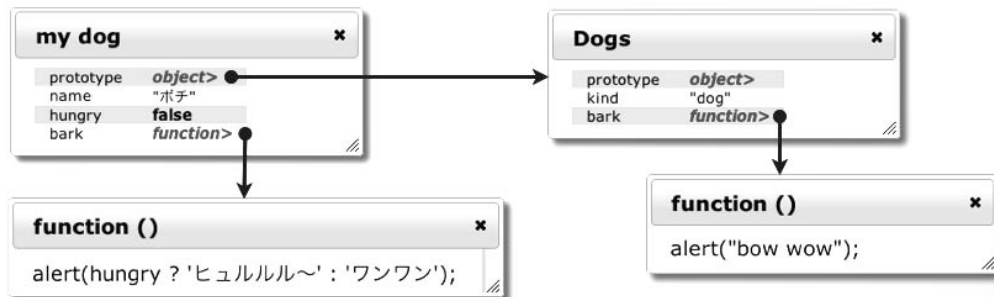 my dog ×
prototype object>
name "ポチ"
hungry false
bark function>
Dogs ×
prototype object>
kind "dog"
bark function>
function () ×
alert(hungry ? 'ヒュルルル～' : 'ワンワン');
function () ×
alert("bow wow");